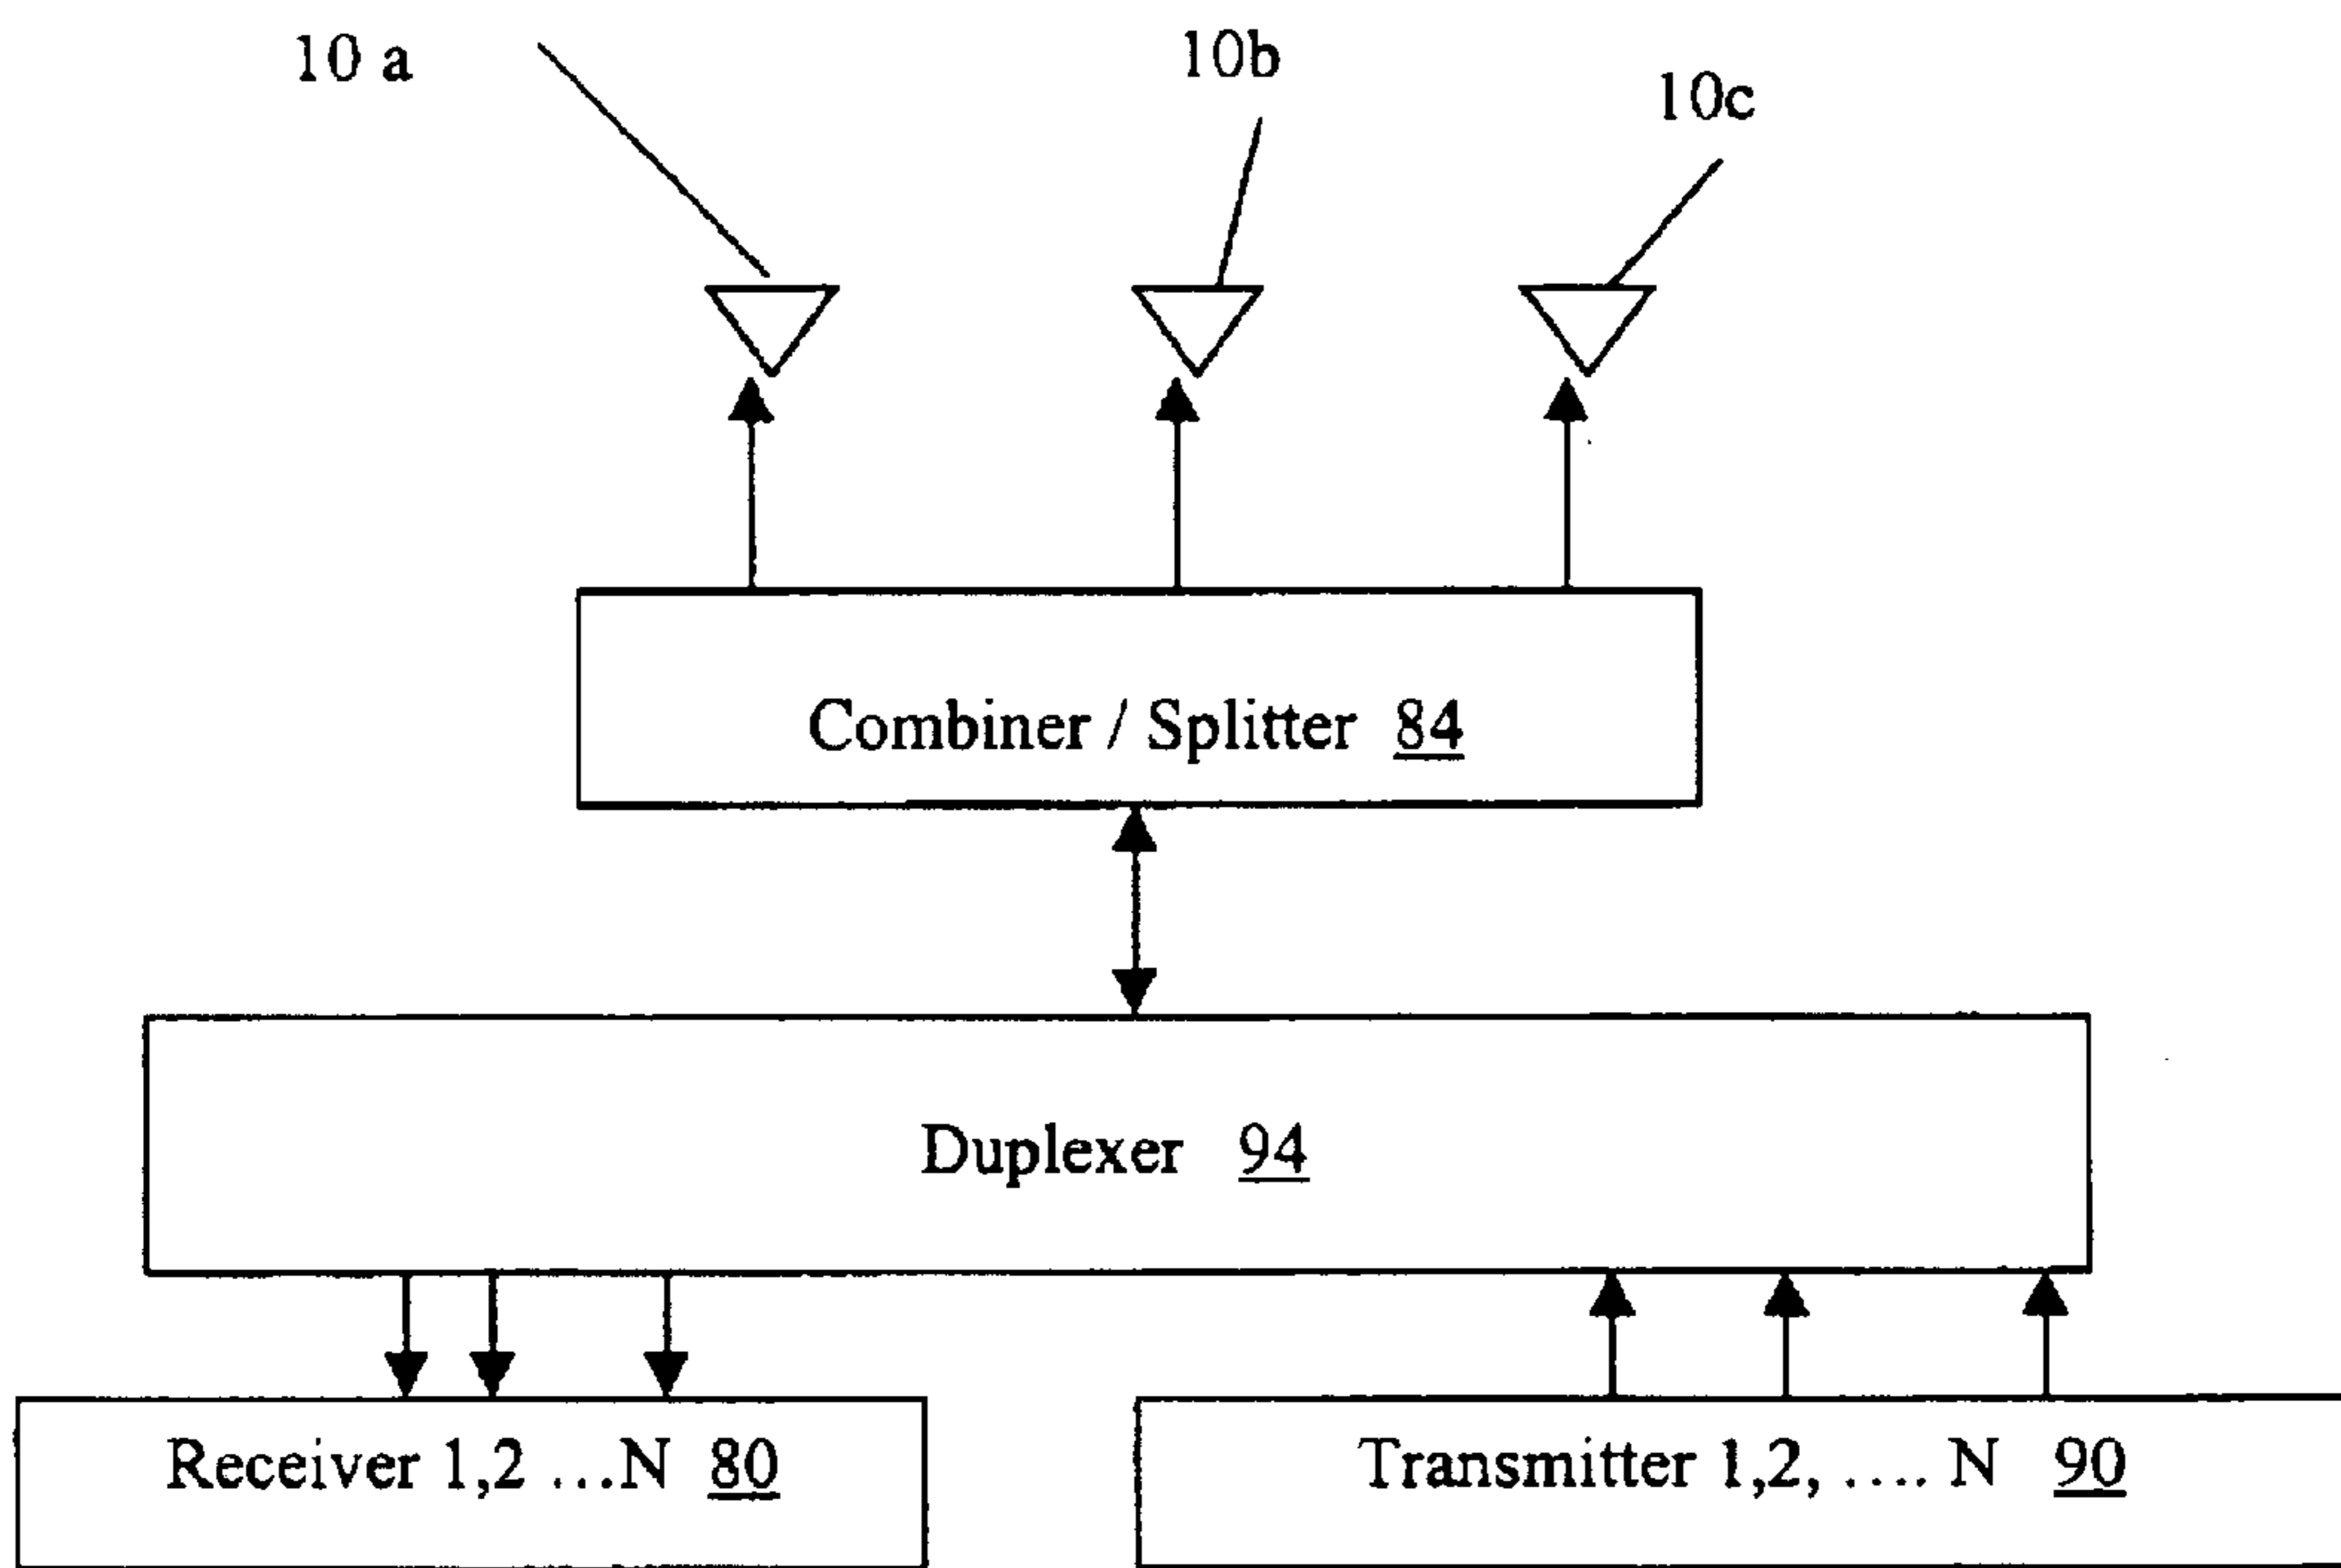 10 a
10b
10c
Combiner / Splitter 84
Duplexer 94
Receiver 1,2 ...N 80
Transmitter 1,2, .... N 90